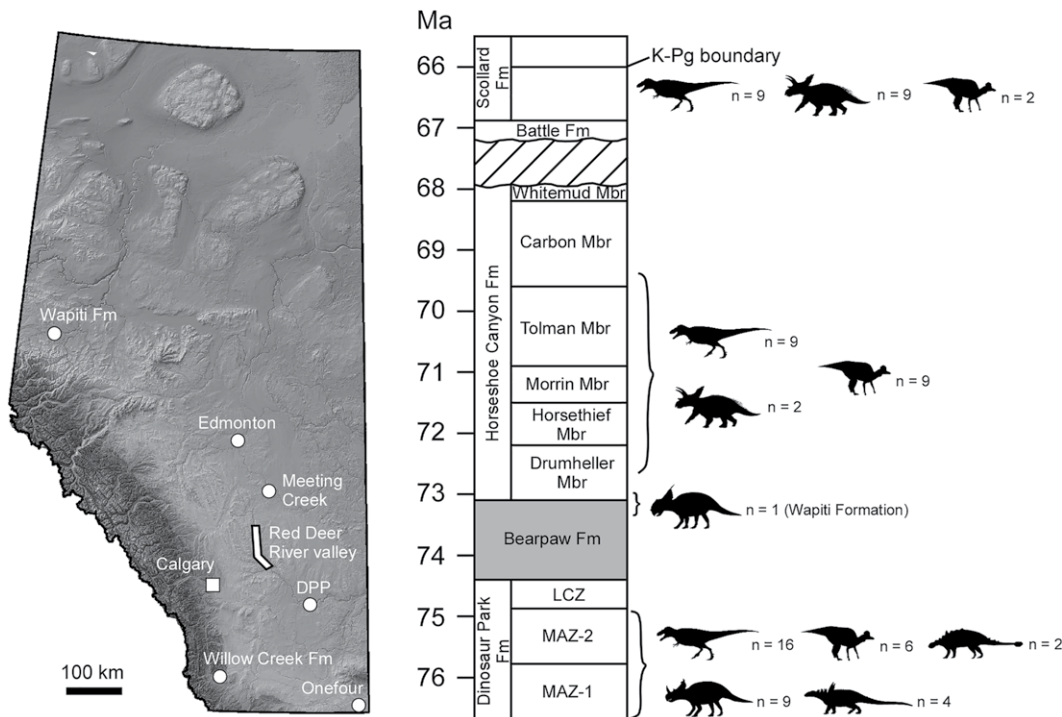 Wapiti Fm
Edmonton
Meeting
Creek
Red Deer
River valley
Calgary
DPP
Willow Creek Fm
Onefour
100 km
Ma
66
67
68
69
70
71
72
73
74
75
76
Scollard
Fm
K-Pg boundary
Battle Fm
Horseshoe Canyon Fm
Whitemud Mbr
Carbon Mbr
Tolman Mbr
Morrin Mbr
Horsethief
Mbr
Drumheller
Mbr
Bearpaw Fm
Dinosaur Park
Fm
LCZ
MAZ-2
MAZ-1
n = 9
n = 9
n = 2
n = 9
n = 9
n = 2
n = 1 (Wapiti Formation)
n = 16
n = 6
n = 2
n = 9
n = 4